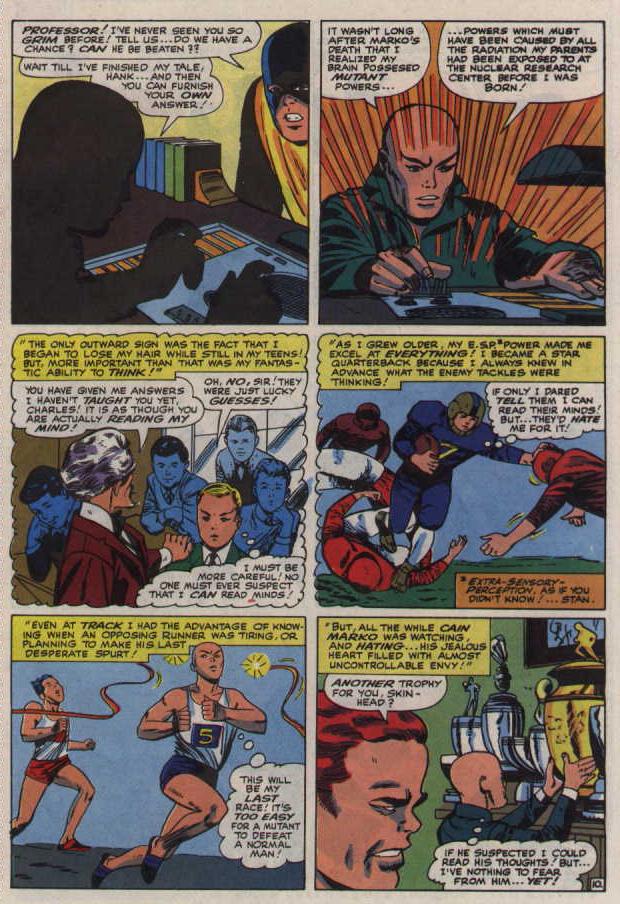 PROFESSOR! I'VE NEVER SEEN YOU SO
GRIM BEFORE! TELL US...DO WE HAVE A
CHANCE? CAN HE BE BEATEN??
WAIT TILL I'VE FINISHED MY TALE,
HANK...AND THEN
YOU CAN FURNISH
YOUR OWN
ANSWER!
IT WASN'T LONG
AFTER MARKO'S
DEATH THAT I
REALIZED MY
BRAIN POSSESED
MUTANT
POWERS...
...POWERS WHICH MUST
HAVE BEEN CAUSED BY ALL
THE RADIATION MY PARENTS
HAD BEEN EXPOSED TO AT
THE NUCLEAR RESEARCH
CENTER BEFORE I WAS
BORN!
"THE ONLY OUTWARD SIGN WAS THE FACT THAT I
BEGAN TO LOSE MY HAIR WHILE STILL IN MY TEENS!
BUT, MORE IMPORTANT THAN THAT WAS MY FANTAS-
TIC ABILITY TO THINK!"
YOU HAVE GIVEN ME ANSWERS
I HAVEN'T TAUGHT YOU YET,
CHARLES! IT IS AS THOUGH YOU
ARE ACTUALLY READING MY
MIND!
OH, NO, SIR! THEY
WERE JUST LUCKY
GUESSES!
I MUST BE
MORE CAREFUL! NO
ONE MUST EVER SUSPECT
THAT I CAN READ MINDS!
"AS I GREW OLDER, MY E.S.P.* POWER MADE ME
EXCEL AT EVERYTHING! I BECAME A STAR
QUARTERBACK BECAUSE I ALWAYS KNEW IN
ADVANCE WHAT THE ENEMY TACKLES WERE
THINKING!
IF ONLY I DARED
TELL THEM I CAN
READ THEIR MINDS!
BUT...THEY'D HATE
ME FOR IT!
7
* EXTRA-SENSORY-
PERCEPTION, AS IF YOU
DIDN'T KNOW!...STAN.
"EVEN AT TRACK I HAD THE ADVANTAGE OF KNOW-
ING WHEN AN OPPOSING RUNNER WAS TIRING, OR
PLANNING TO MAKE HIS LAST
DESPERATE SPURT!
5
THIS WILL
BE MY
LAST
RACE! IT'S
TOO EASY
FOR A MUTANT
TO DEFEAT
A NORMAL
MAN!
"BUT, ALL THE WHILE CAIN
MARKO WAS WATCHING,
AND HATING...HIS JEALOUS
HEART FILLED WITH ALMOST
UNCONTROLLABLE ENVY!"
ANOTHER TROPHY
FOR YOU, SKIN-
HEAD?
IF HE SUSPECTED I COULD
READ HIS THOUGHTS! BUT...
I'VE NOTHING TO FEAR
FROM HIM... YET!
10.